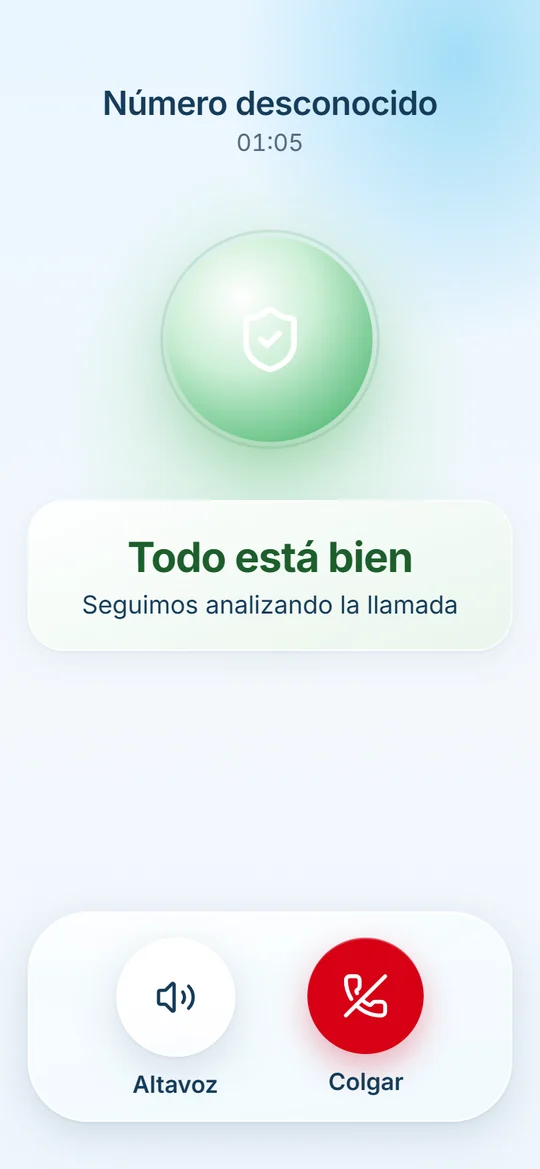 Número desconocido
01:05
Todo está bien
Seguimos analizando la llamada
Altavoz
Colgar